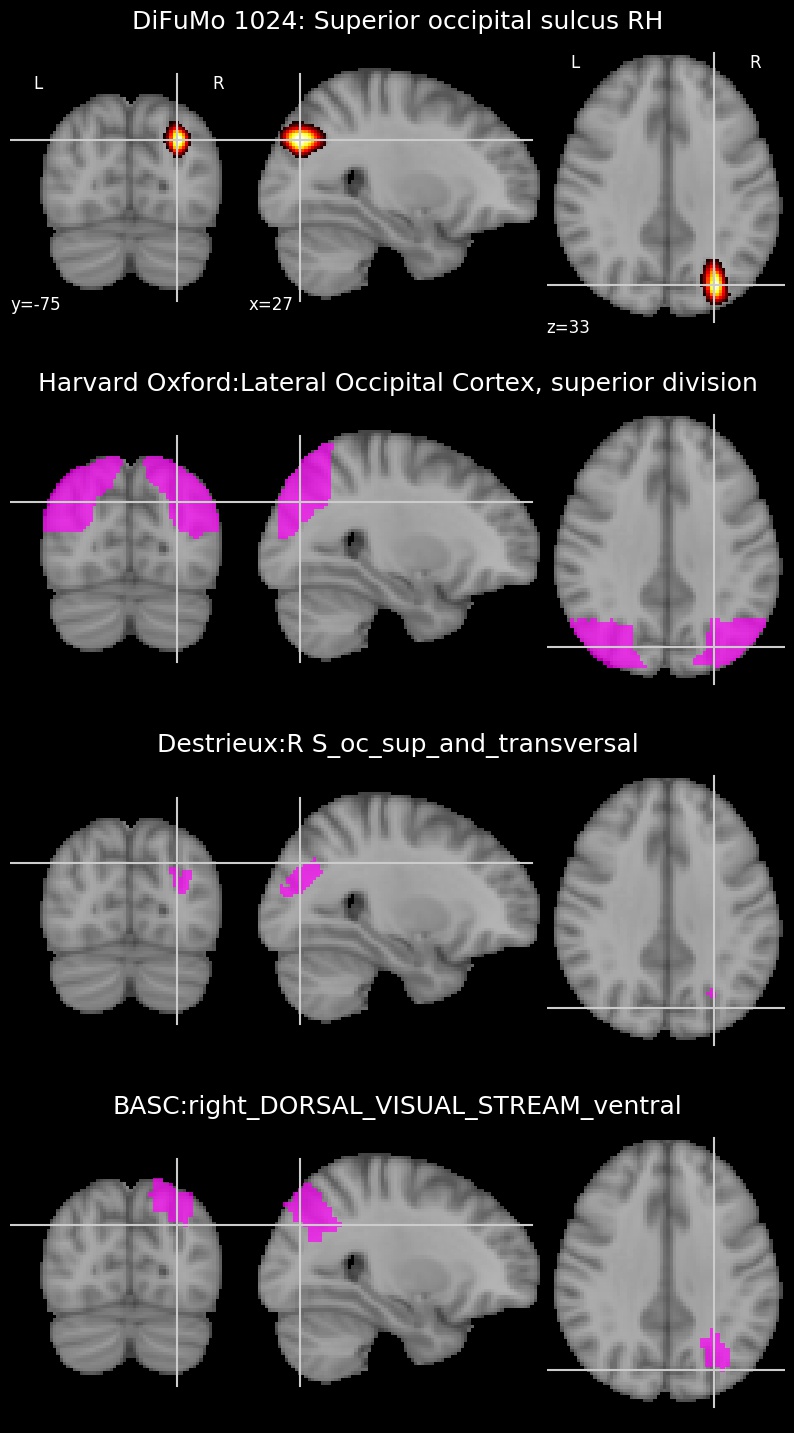 DiFuMo 1024: Superior occipital sulcus RH
L R L R
y=-75 x=27 z=33
Harvard Oxford:Lateral Occipital Cortex, superior division
Destrieux:R S_oc_sup_and_transversal
BASC:right_DORSAL_VISUAL_STREAM_ventral